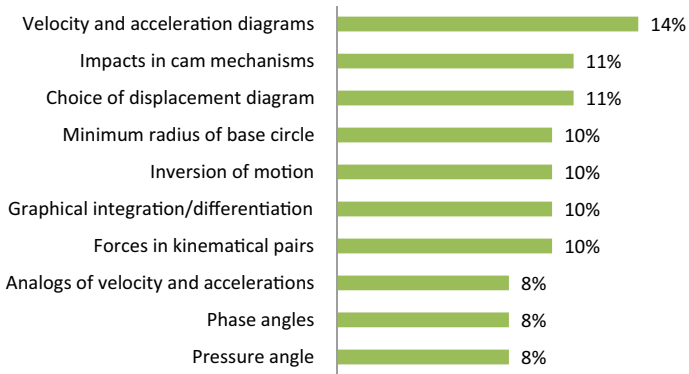 Velocity and acceleration diagrams 14%
Impacts in cam mechanisms 11%
Choice of displacement diagram 11%
Minimum radius of base circle 10%
Inversion of motion 10%
Graphical integration/differentiation 10%
Forces in kinematical pairs 10%
Analogs of velocity and accelerations 8%
Phase angles 8%
Pressure angle 8%